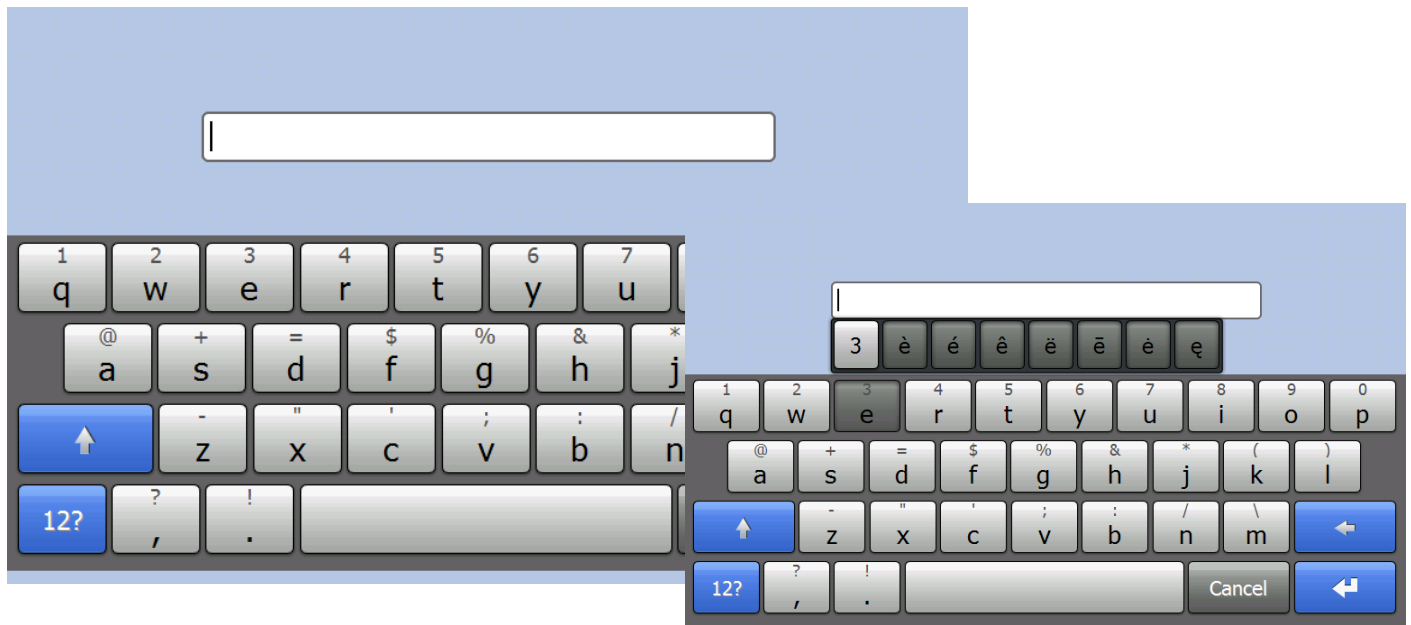 1 2 3 4 5 6 7
q w e r t y u
@ + = $ % & *
a s d f g h j
- " ' ; : /
z x c v b n
12? ? !
, .
3 è é ê ë ē ė ę
1 2 3 4 5 6 7 8 9 0
q w e r t y u i o p
@ + = $ % & * ( )
a s d f g h j k l
- " ' ; : / \
z x c v b n m
12? ? ! Cancel
, .